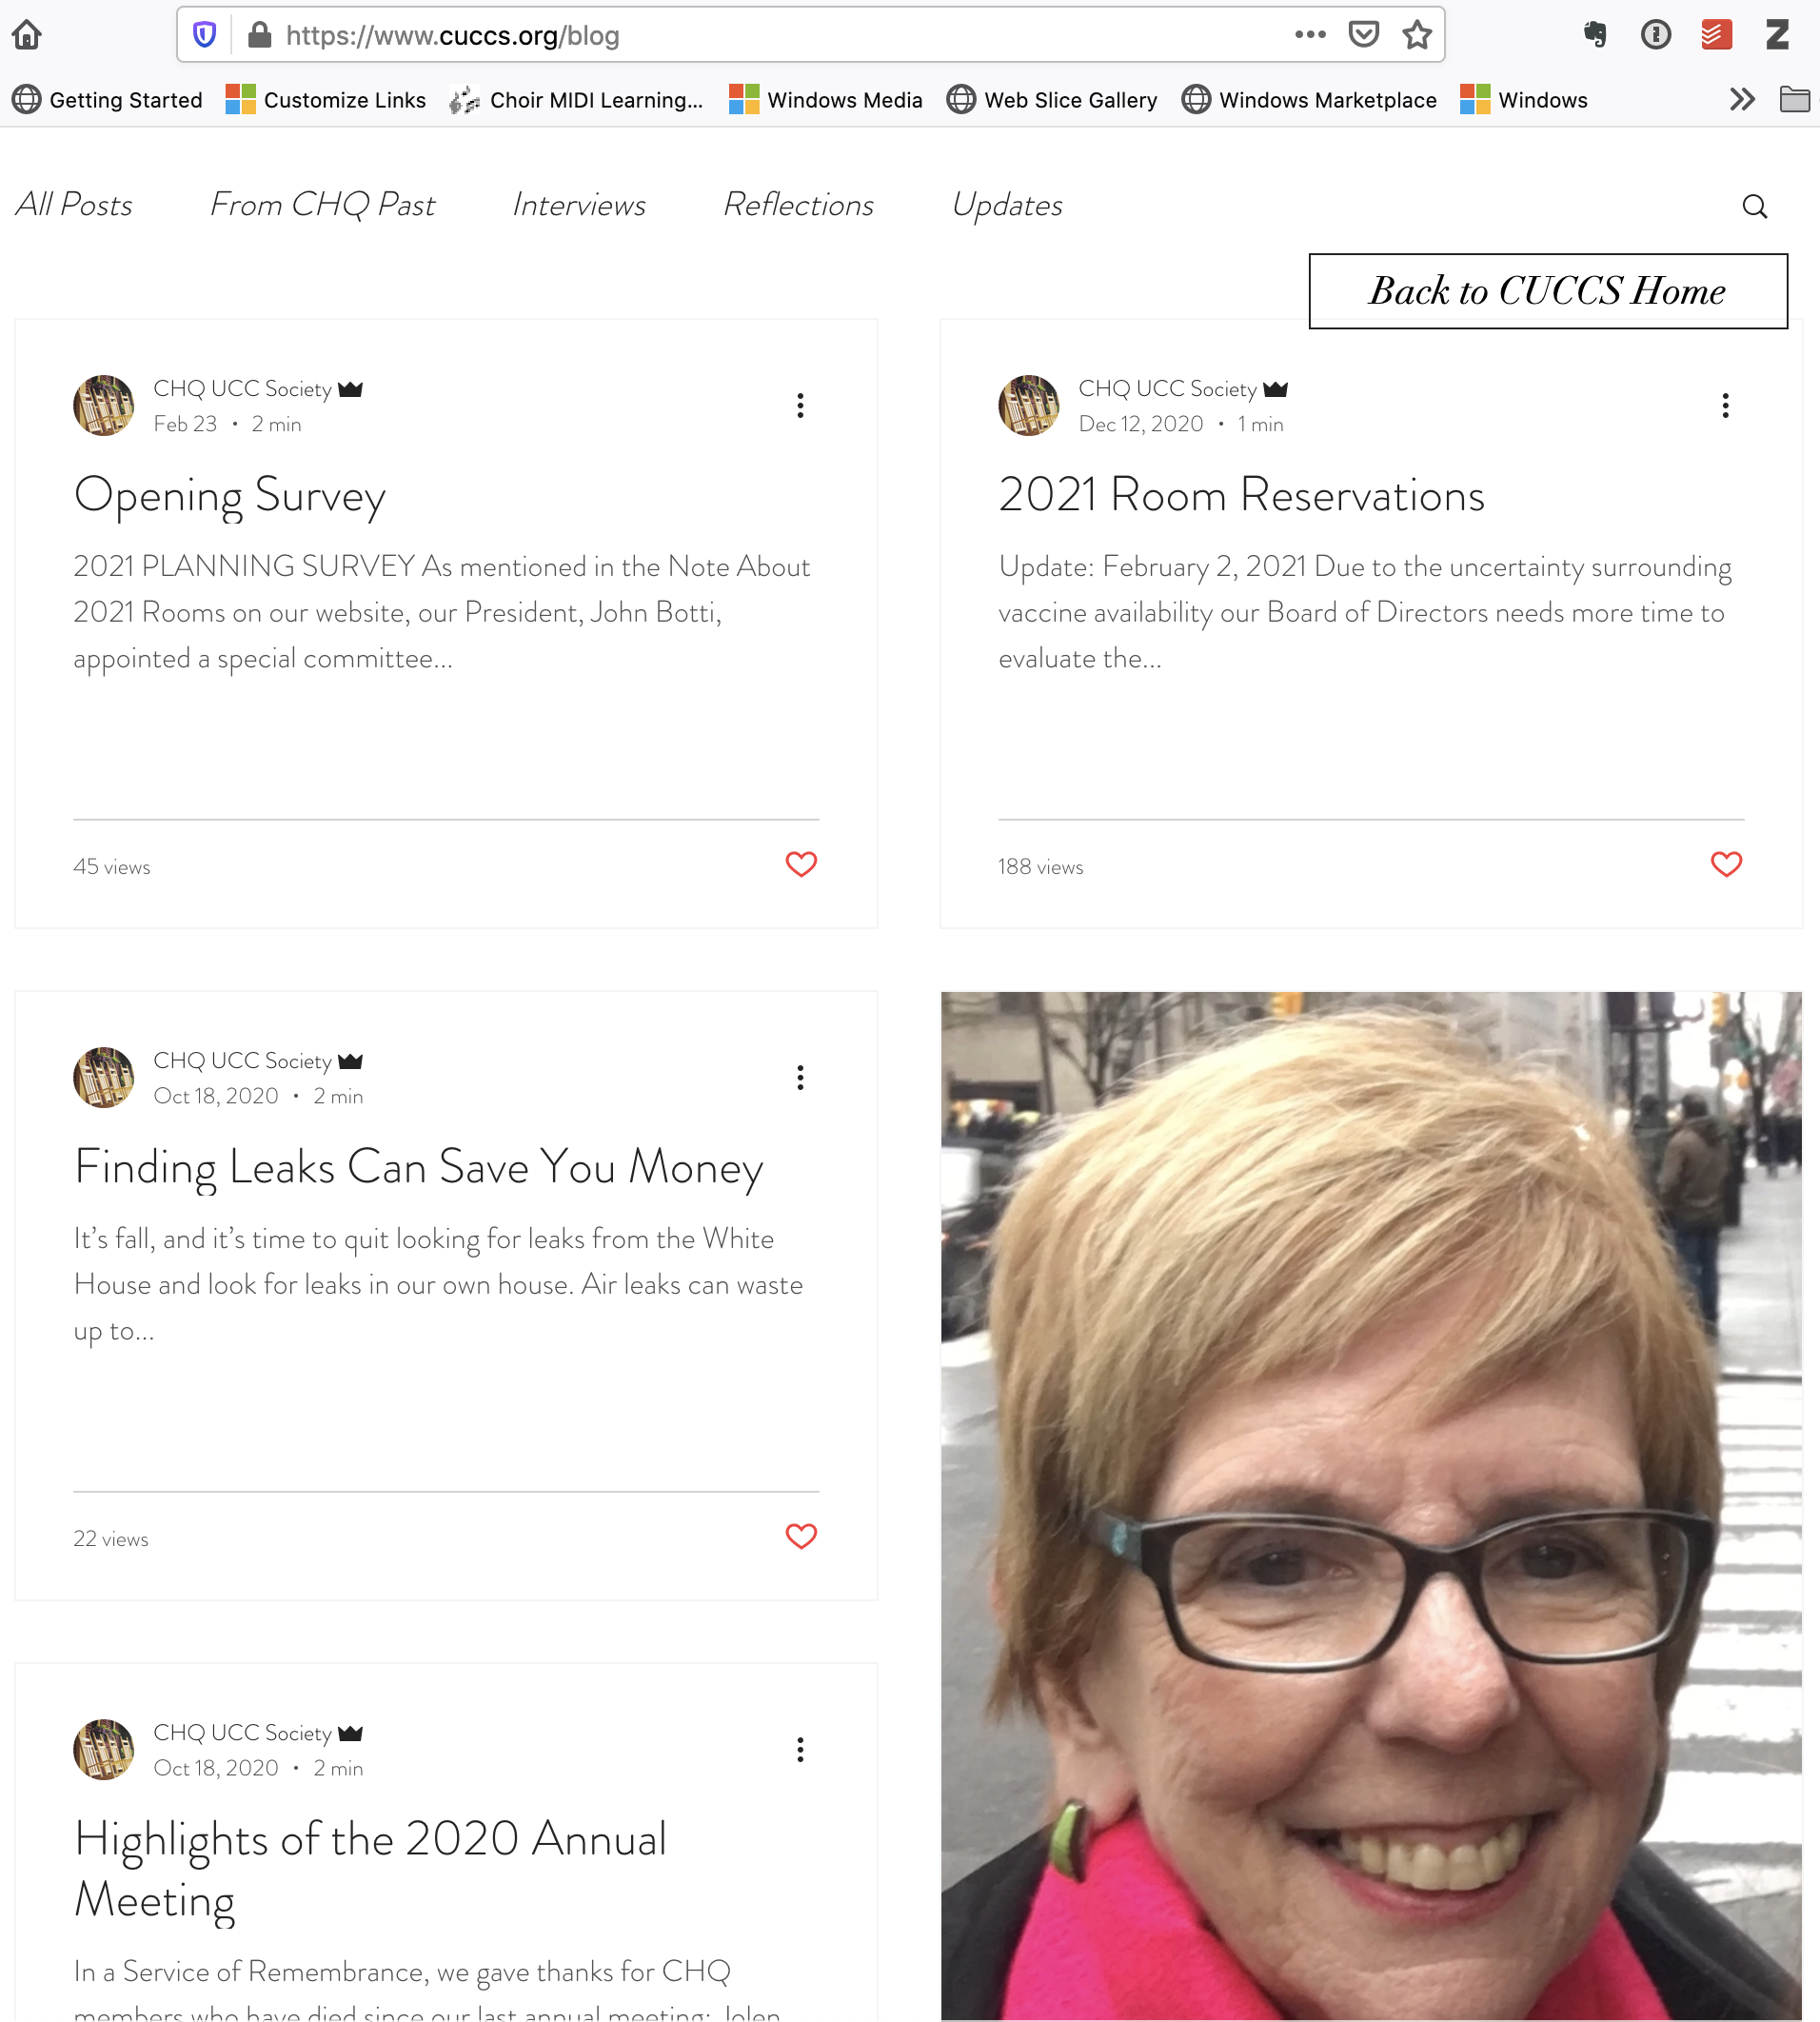 https://www.cuccs.org/blog
Getting Started Customize Links Choir MIDI Learning... Windows Media Web Slice Gallery Windows Marketplace Windows
All Posts From CHQ Past Interviews Reflections Updates
Back to CUCCS Home
CHQ UCC Society
Feb 23 • 2 min
Opening Survey
2021 PLANNING SURVEY As mentioned in the Note About
2021 Rooms on our website, our President, John Botti,
appointed a special committee...
45 views
CHQ UCC Society
Dec 12, 2020 • 1 min
2021 Room Reservations
Update: February 2, 2021 Due to the uncertainty surrounding
vaccine availability our Board of Directors needs more time to
evaluate the...
188 views
CHQ UCC Society
Oct 18, 2020 • 2 min
Finding Leaks Can Save You Money
It’s fall, and it’s time to quit looking for leaks from the White
House and look for leaks in our own house. Air leaks can waste
up to...
22 views
CHQ UCC Society
Oct 18, 2020 • 2 min
Highlights of the 2020 Annual
Meeting
In a Service of Remembrance, we gave thanks for CHQ
members who have died since our last annual meeting: Jolen